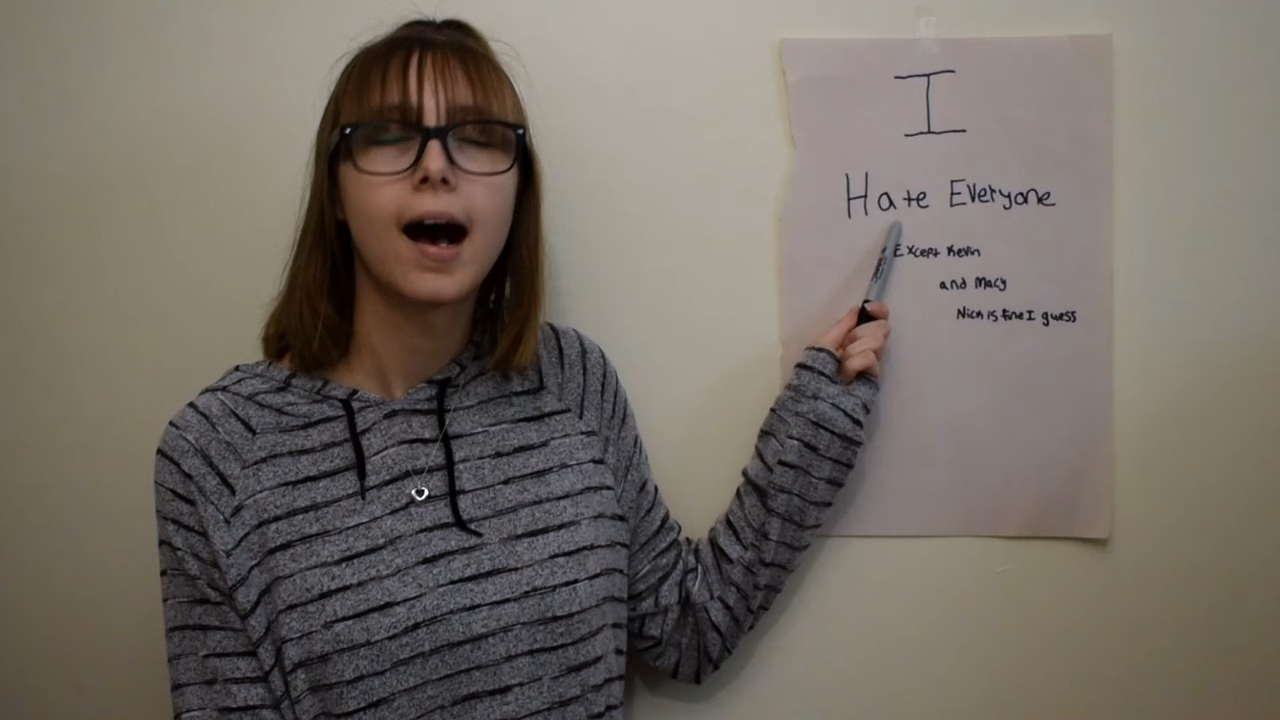 I
Hate Everyone
Except Kevin
and Macy
Nick is fine I guess